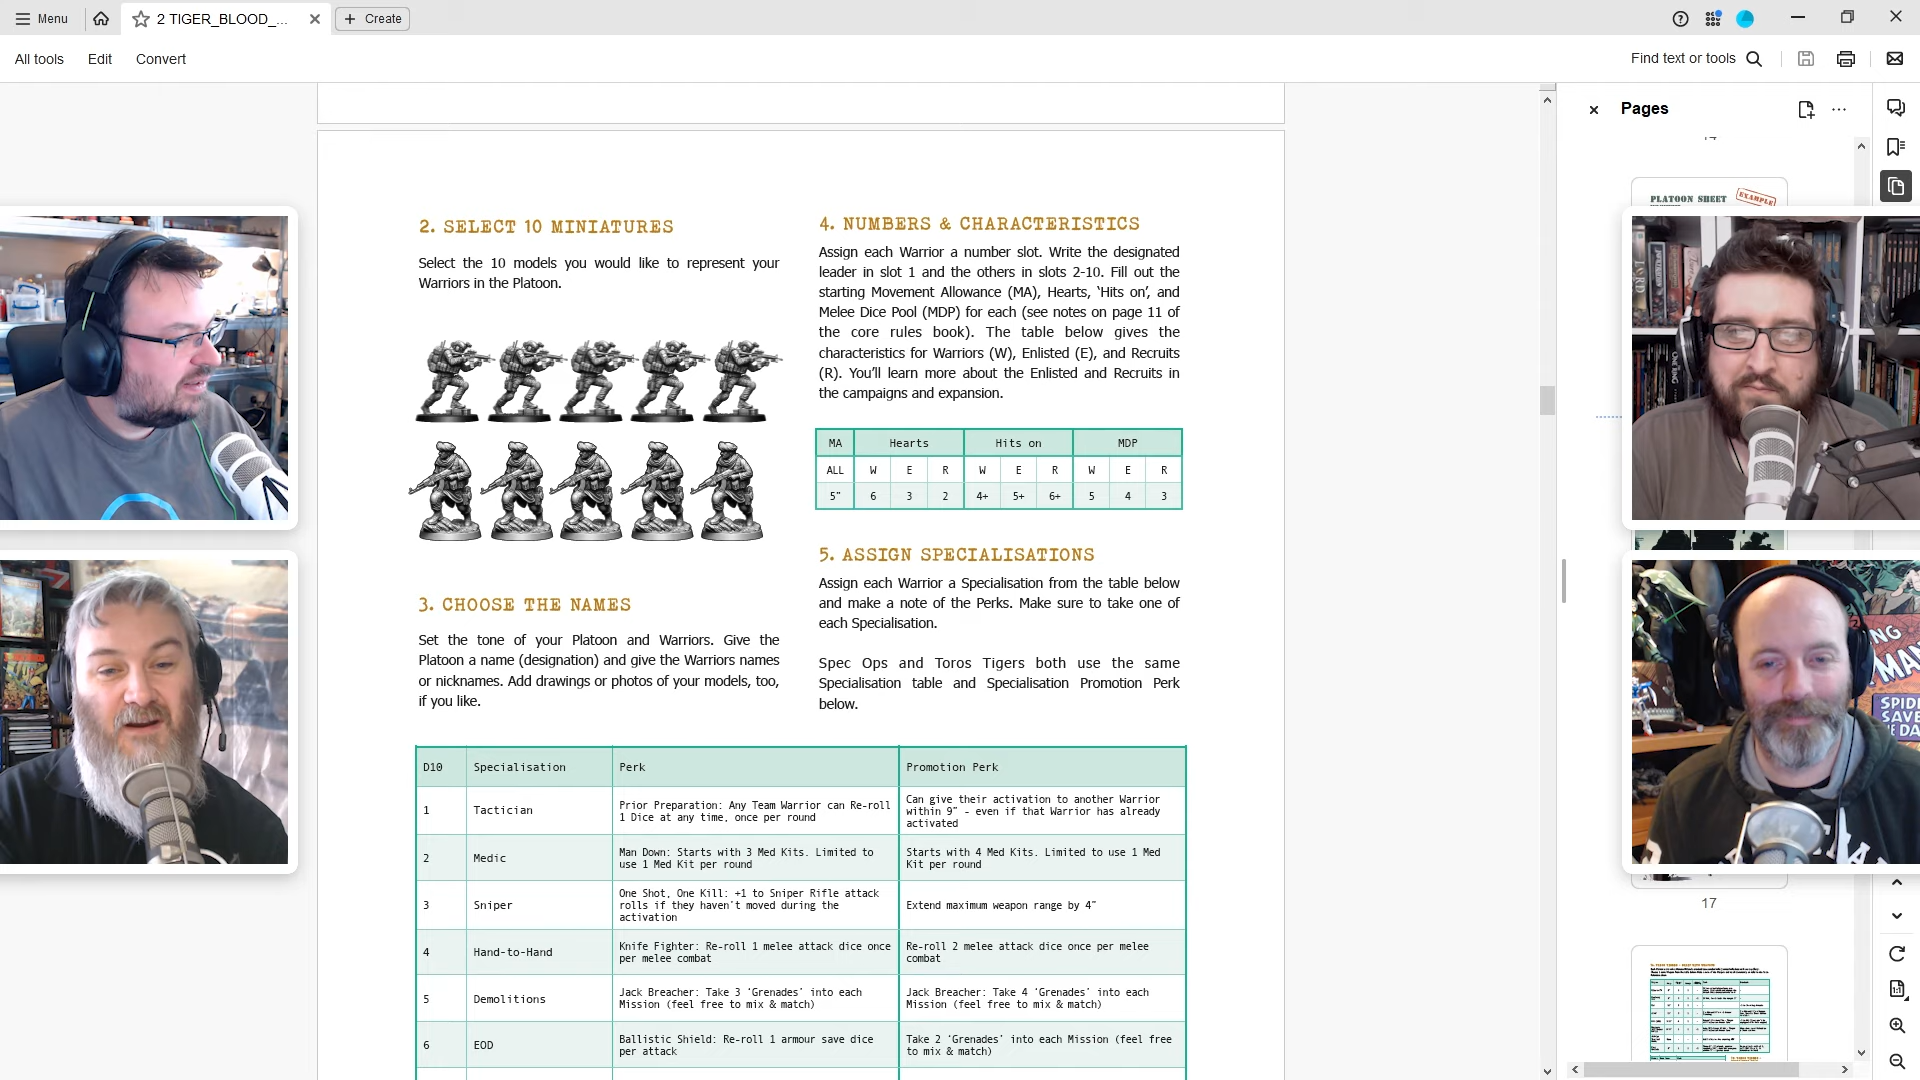 Menu
2 TIGER_BLOOD_...
Create
All tools
Edit
Convert
Find text or tools
Pages
14
PLATOON SHEET
EXAMPLE
17
2. SELECT 10 MINIATURES
Select the 10 models you would like to represent your
Warriors in the Platoon.
3. CHOOSE THE NAMES
Set the tone of your Platoon and Warriors. Give the
Platoon a name (designation) and give the Warriors names
or nicknames. Add drawings or photos of your models, too,
if you like.
4. NUMBERS & CHARACTERISTICS
Assign each Warrior a number slot. Write the designated
leader in slot 1 and the others in slots 2-10. Fill out the
starting Movement Allowance (MA), Hearts, ‘Hits on’, and
Melee Dice Pool (MDP) for each (see notes on page 11 of
the core rules book). The table below gives the
characteristics for Warriors (W), Enlisted (E), and Recruits
(R). You’ll learn more about the Enlisted and Recruits in
the campaigns and expansion.
MA Hearts Hits on MDP
ALL W E R W E R W E R
5” 6 3 2 4+ 5+ 6+ 5 4 3
5. ASSIGN SPECIALISATIONS
Assign each Warrior a Specialisation from the table below
and make a note of the Perks. Make sure to take one of
each Specialisation.
Spec Ops and Toros Tigers both use the same
Specialisation table and Specialisation Promotion Perk
below.
D10 Specialisation Perk Promotion Perk
1 Tactician
Prior Preparation: Any Team Warrior can Re-roll
1 Dice at any time, once per round
Can give their activation to another Warrior
within 9” - even if that Warrior has already
activated
2 Medic
Man Down: Starts with 3 Med Kits. Limited to
use 1 Med Kit per round
Starts with 4 Med Kits. Limited to use 1 Med
Kit per round
3 Sniper
One Shot, One Kill: +1 to Sniper Rifle attack
rolls if they haven't moved during the
activation
Extend maximum weapon range by 4”
4 Hand-to-Hand
Knife Fighter: Re-roll 1 melee attack dice once
per melee combat
Re-roll 2 melee attack dice once per melee
combat
5 Demolitions
Jack Breacher: Take 3 ‘Grenades’ into each
Mission (feel free to mix & match)
Jack Breacher: Take 4 ‘Grenades’ into each
Mission (feel free to mix & match)
6 EOD
Ballistic Shield: Re-roll 1 armour save dice
per attack
Take 2 ‘Grenades’ into each Mission (feel free
to mix & match)